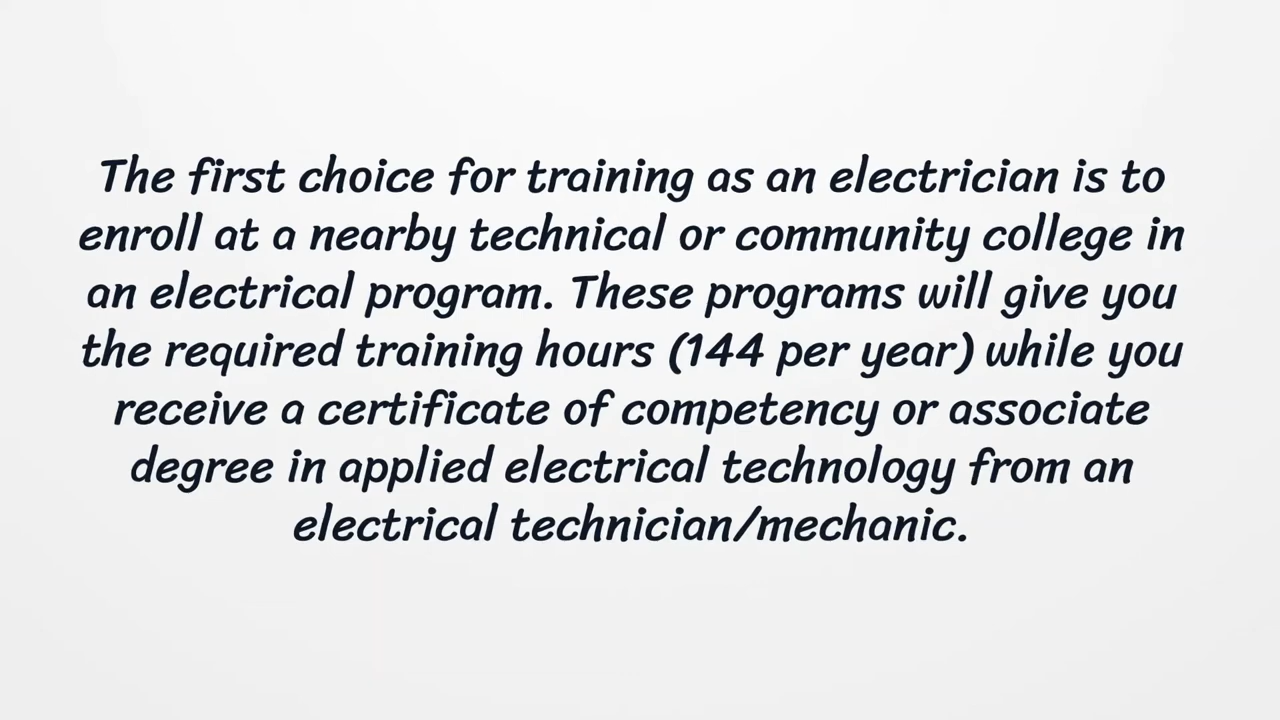 The first choice for training as an electrician is to
enroll at a nearby technical or community college in
an electrical program. These programs will give you
the required training hours (144 per year) while you
receive a certificate of competency or associate
degree in applied electrical technology from an
electrical technician/mechanic.